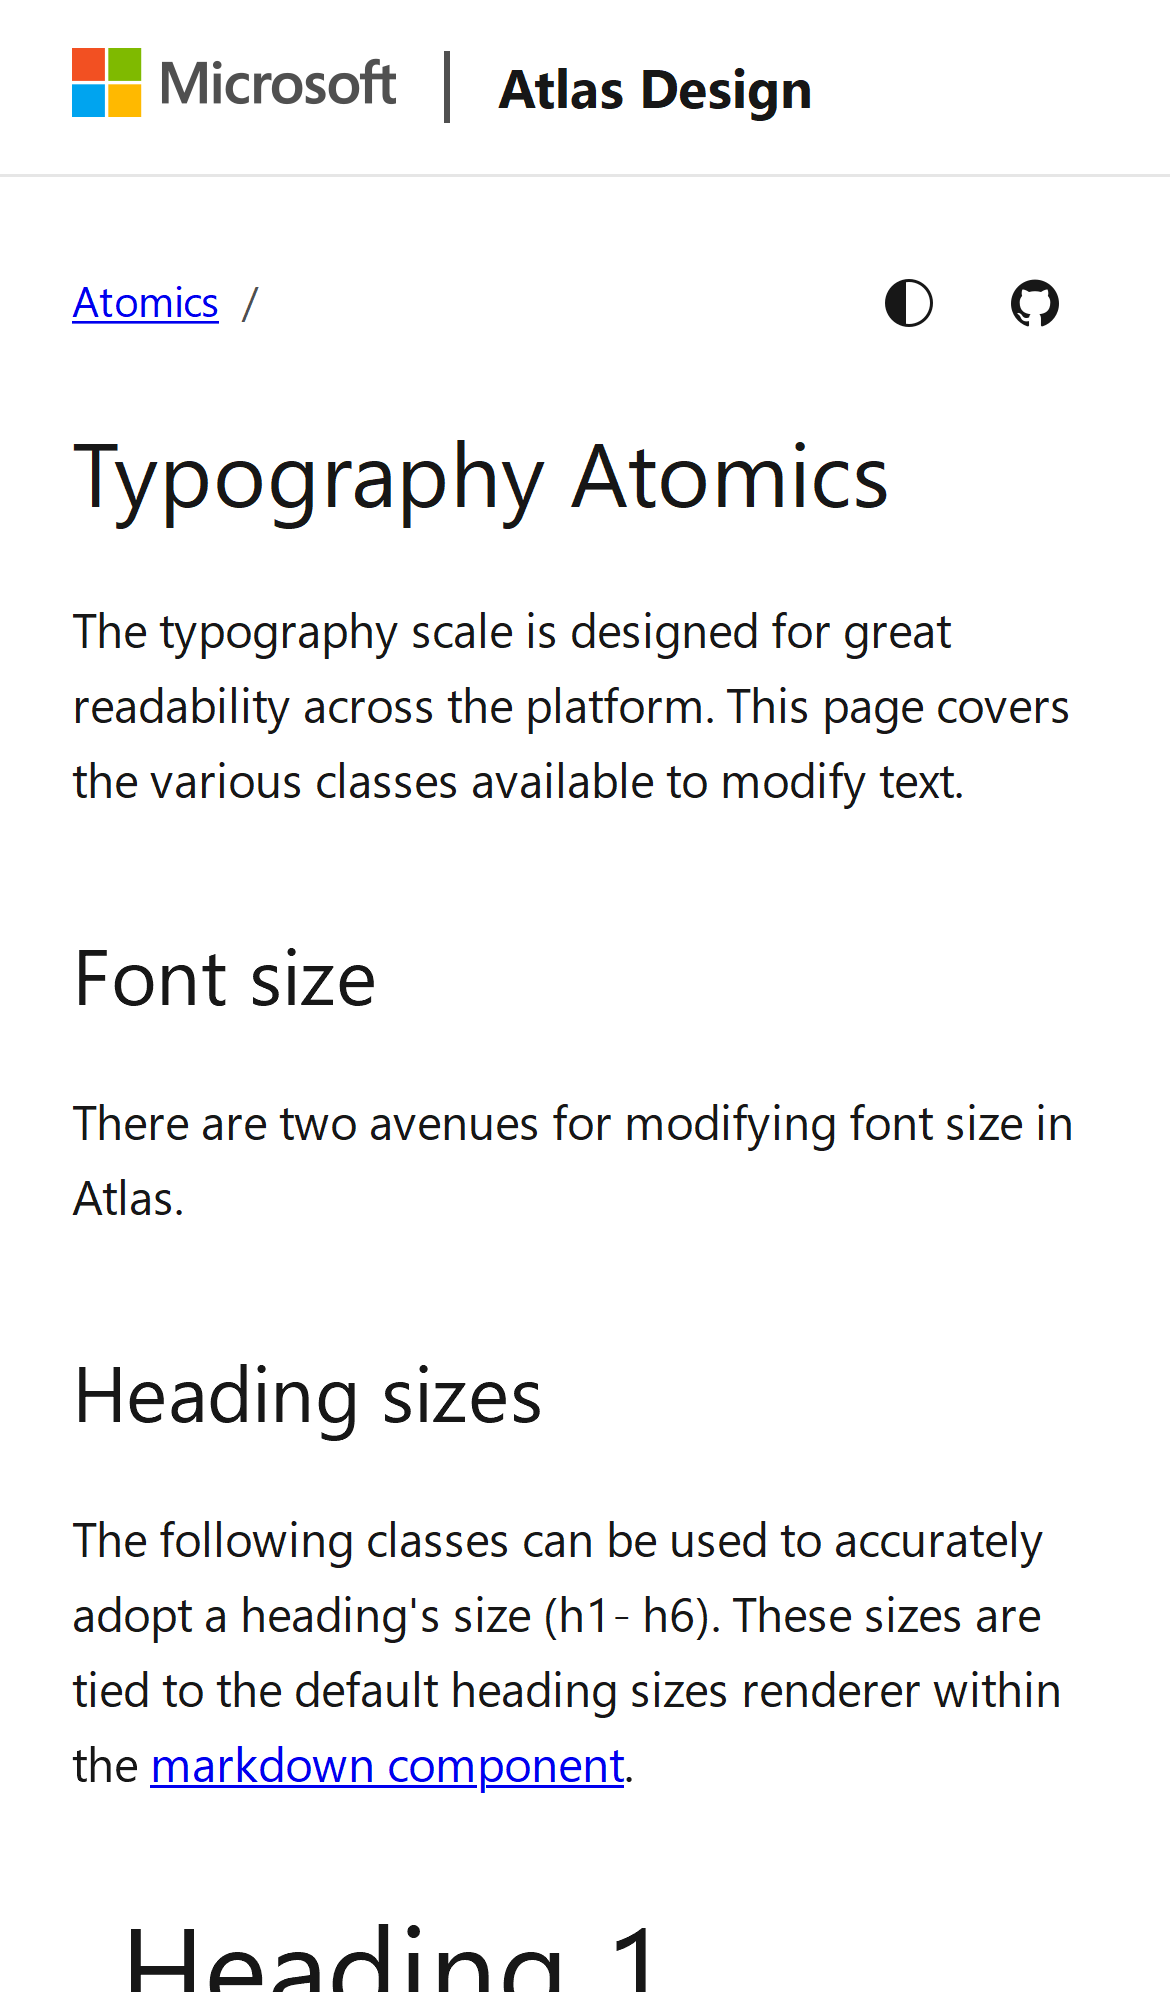 Microsoft | Atlas Design
Atomics /
Typography Atomics
The typography scale is designed for great
readability across the platform. This page covers
the various classes available to modify text.
Font size
There are two avenues for modifying font size in
Atlas.
Heading sizes
The following classes can be used to accurately
adopt a heading's size (h1- h6). These sizes are
tied to the default heading sizes renderer within
the markdown component.
Heading 1